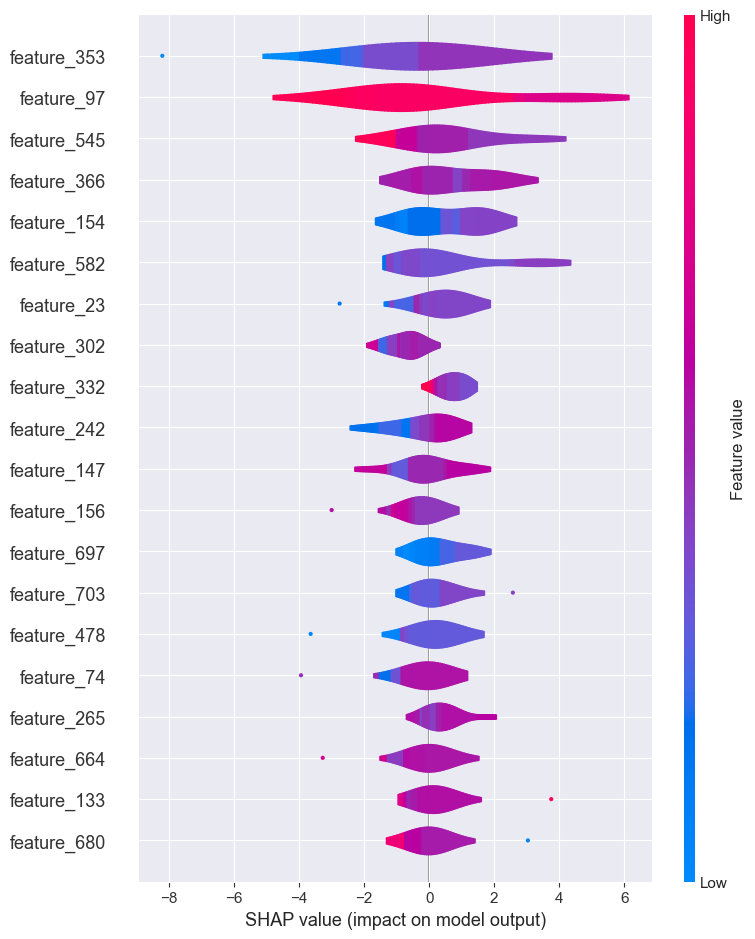 High
feature_353
feature_97
feature_545
feature_366
feature_154
feature_582
feature_23
feature_302
feature_332
feature_242
feature_147
feature_156
feature_697
feature_703
feature_478
feature_74
feature_265
feature_664
feature_133
feature_680
Feature value
Low
−8 −6 −4 −2 0 2 4 6
SHAP value (impact on model output)